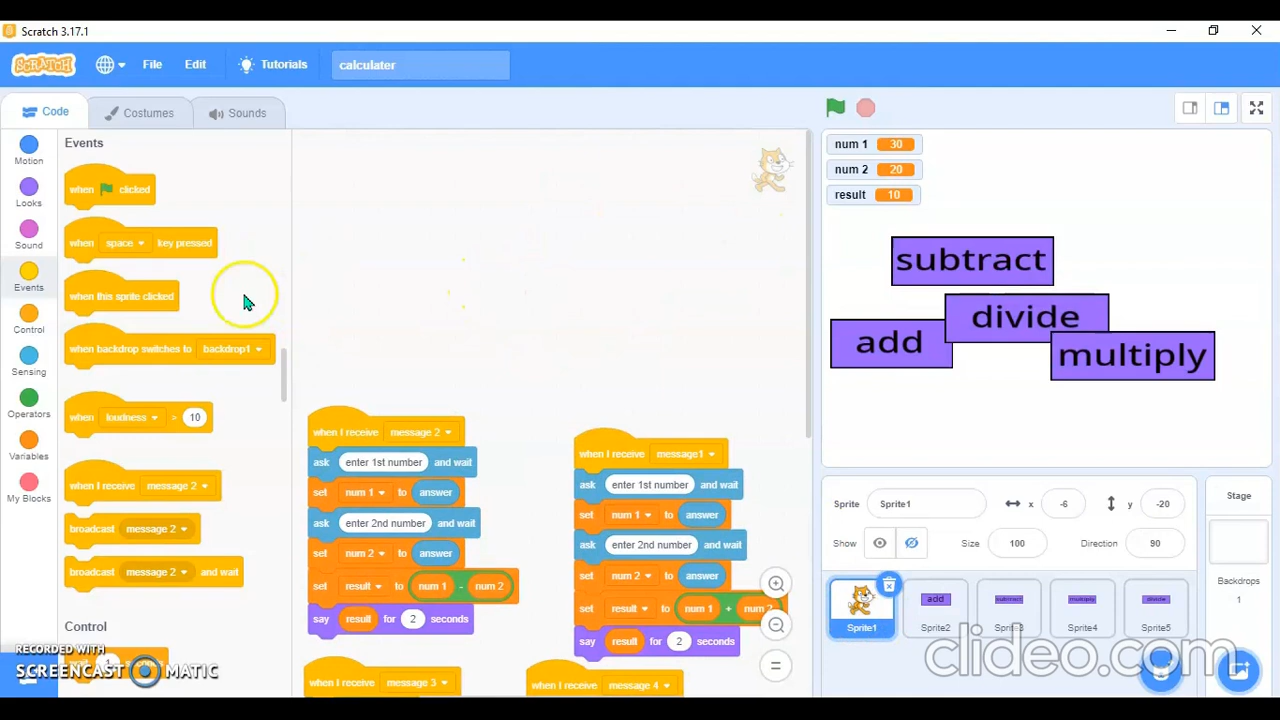 Scratch 3.17.1
SCRATCH
File
Edit
Tutorials
calculater
Code
Costumes
Sounds
Motion
Looks
Sound
Events
Control
Sensing
Operators
Variables
My Blocks
Events
when clicked
when space key pressed
when this sprite clicked
when backdrop switches to backdrop1
when loudness > 10
when I receive message 2
broadcast message 2
broadcast message 2 and wait
Control
when I receive message 2
ask enter 1st number and wait
set num 1 to answer
ask enter 2nd number and wait
set num 2 to answer
set result to num 1 - num 2
say result for 2 seconds
when I receive message1
ask enter 1st number and wait
set num 1 to answer
ask enter 2nd number and wait
set num 2 to answer
set result to num 1 + num 2
say result for 2 seconds
when I receive message 3
when I receive message 4
num 1 30
num 2 20
result 10
subtract
divide
add
multiply
Sprite Sprite1
x -6
y -20
Show
Size 100
Direction 90
Stage
Backdrops
1
Sprite1
add
Sprite2
subtract
Sprite3
multiply
Sprite4
divide
Sprite5
RECORDED WITH
SCREENCAST MATIC
clideo.com